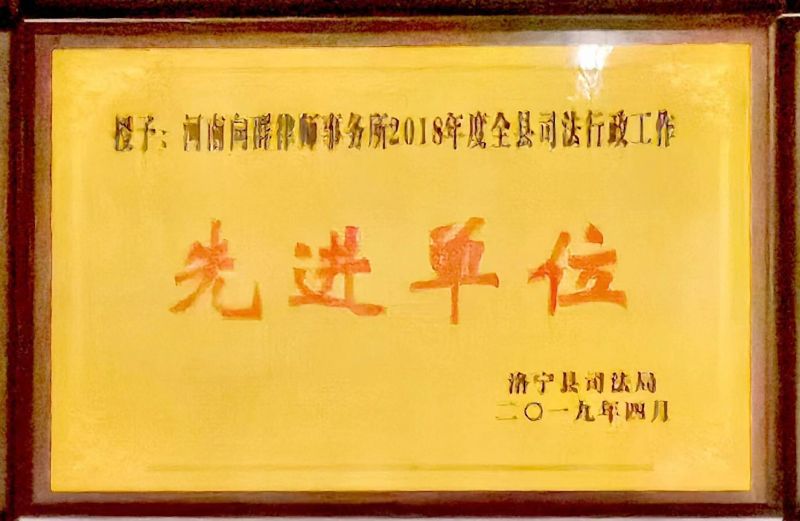 授予：河南向群律师事务所2018年度全县司法行政工作
先进单位
洛宁县司法局
二〇一九年四月